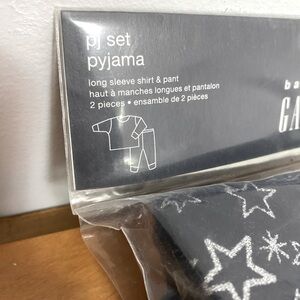 pj set
pyjama
long sleeve shirt & pant
haut à manches longues et pantalon
2 pieces • ensemble de 2 pièces
ba
GA